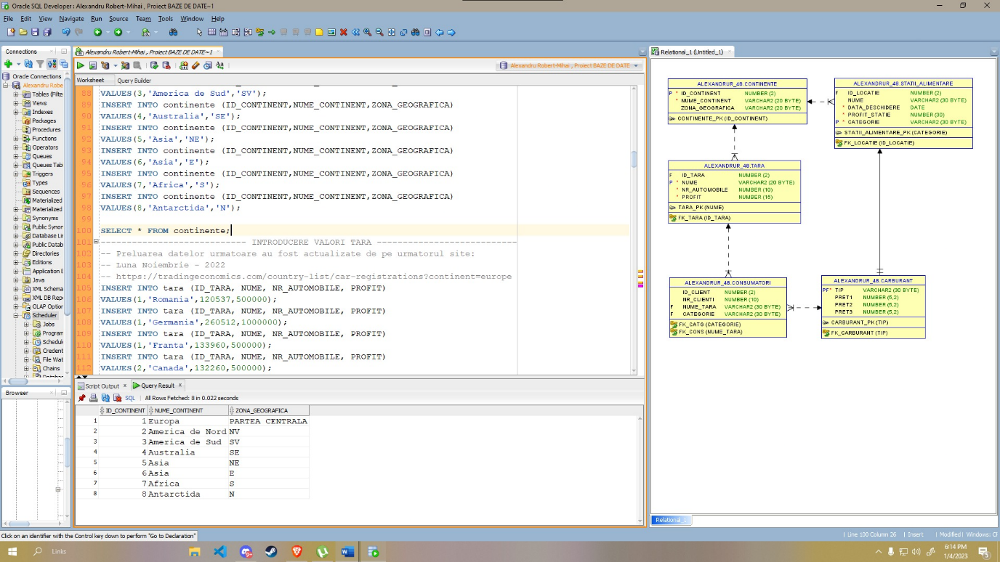 Oracle SQL Developer : Alexandru Robert-Mihai , Proiect BAZE DE DATE~1
File Edit View Navigate Run Source Team Tools Window Help
Connections
Oracle Connections
Alexandru Rober
Tables (Filte
Views
Indexes
Packages
Procedures
Functions
Operators
Queues
Queues Tab
Triggers
Types
Sequences
Materialized
Materialized
Synonyms
Public Synon
Database Lin
Public Datab
Directories
Editions
Application E
Java
XML Schema
XML DB Repo
OLAP Option
Scheduler
Jobs
Program
Schedul
Credent
File Wat
Chains
Browser
Alexandru Robert-Mihai , Proiect BAZE DE DATE~1
Alexandru Robert-Mihai , Proiect BAZE DE DATE
Worksheet Query Builder
88 VALUES(3,'America de Sud','SV');
89 INSERT INTO continente (ID_CONTINENT,NUME_CONTINENT,ZONA_GEOGRAFICA)
90 VALUES(4,'Australia','SE');
91 INSERT INTO continente (ID_CONTINENT,NUME_CONTINENT,ZONA_GEOGRAFICA)
92 VALUES(5,'Asia','NE');
93 INSERT INTO continente (ID_CONTINENT,NUME_CONTINENT,ZONA_GEOGRAFICA)
94 VALUES(6,'Asia','E');
95 INSERT INTO continente (ID_CONTINENT,NUME_CONTINENT,ZONA_GEOGRAFICA)
96 VALUES(7,'Africa','S');
97 INSERT INTO continente (ID_CONTINENT,NUME_CONTINENT,ZONA_GEOGRAFICA)
98 VALUES(8,'Antarctida','N');
99
100 SELECT * FROM continente;
101 ---------------------------- INTRODUCERE VALORI TARA ---------------------------
102 -- Preluarea datelor urmatoare au fost actualizate de pe urmatorul site:
103 -- Luna Noiembrie - 2022
104 -- https://tradingeconomics.com/country-list/car-registrations?continent=europe
105 INSERT INTO tara (ID_TARA, NUME, NR_AUTOMOBILE, PROFIT)
106 VALUES(1,'Romania',120537,500000);
107 INSERT INTO tara (ID_TARA, NUME, NR_AUTOMOBILE, PROFIT)
108 VALUES(1,'Germania',260512,1000000);
109 INSERT INTO tara (ID_TARA, NUME, NR_AUTOMOBILE, PROFIT)
110 VALUES(1,'Franta',133960,500000);
111 INSERT INTO tara (ID_TARA, NUME, NR_AUTOMOBILE, PROFIT)
112 VALUES(2,'Canada',132260,500000);
Script Output Query Result
SQL All Rows Fetched: 8 in 0.022 seconds
ID_CONTINENT NUME_CONTINENT ZONA_GEOGRAFICA
1 1 Europa PARTEA CENTRALA
2 2 America de Nord NV
3 3 America de Sud SV
4 4 Australia SE
5 5 Asia NE
6 6 Asia E
7 7 Africa S
8 8 Antarctida N
Relational_1 (Untitled_1)
ALEXANDRUR_48.CONTINENTE
P * ID_CONTINENT NUMBER (2)
* NUME_CONTINENT VARCHAR2 (20 BYTE)
* ZONA_GEOGRAFICA VARCHAR2 (20 BYTE)
CONTINENTE_PK (ID_CONTINENT)
ALEXANDRUR_48.STATII_ALIMENTARE
F ID_LOCATIE NUMBER (2)
NUME VARCHAR2 (30 BYTE)
* DATA_DESCHIDERE DATE
* PROFIT_STATIE NUMBER (30)
P * CATEGORIE VARCHAR2 (30 BYTE)
STATII_ALIMENTARE_PK (CATEGORIE)
FK_LOCATIE (ID_LOCATIE)
ALEXANDRUR_48.TARA
F ID_TARA NUMBER (2)
P * NUME VARCHAR2 (20 BYTE)
* NR_AUTOMOBILE NUMBER (10)
* PROFIT NUMBER (15)
TARA_PK (NUME)
FK_TARA (ID_TARA)
ALEXANDRUR_48.CONSUMATORI
ID_CLIENT NUMBER (2)
NR_CLIENTI NUMBER (10)
F NUME_TARA VARCHAR2 (30 BYTE)
F CATEGORIE VARCHAR2 (30 BYTE)
FK_CATG (CATEGORIE)
FK_CONS (NUME_TARA)
ALEXANDRUR_48.CARBURANT
PF* TIP VARCHAR2 (30 BYTE)
PRET1 NUMBER (5,2)
PRET2 NUMBER (5,2)
PRET3 NUMBER (5,2)
CARBURANT_PK (TIP)
FK_CARBURANT (TIP)
Relational_1
Click on an identifier with the Control key down to perform "Go to Declaration"
Line 100 Column 26 Insert Modified Windows: CR
Links
6:14 PM
1/4/2023
5